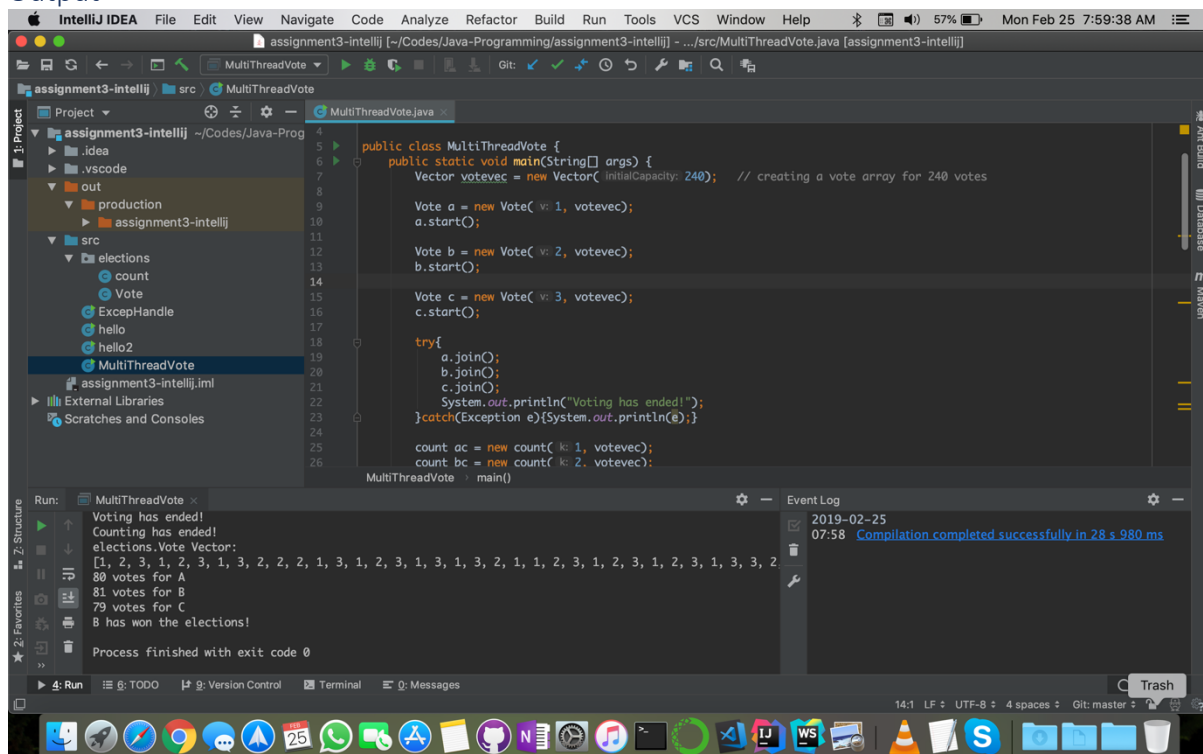 Output
IntelliJ IDEA File Edit View Navigate Code Analyze Refactor Build Run Tools VCS Window Help 57% Mon Feb 25 7:59:38 AM
assignment3-intellij [~/Codes/Java-Programming/assignment3-intellij] - .../src/MultiThreadVote.java [assignment3-intellij]
MultiThreadVote Git:
assignment3-intellij src MultiThreadVote
1: Project
Project
MultiThreadVote.java
assignment3-intellij ~/Codes/Java-Prog
.idea
.vscode
out
production
assignment3-intellij
src
elections
count
Vote
ExcepHandle
hello
hello2
MultiThreadVote
assignment3-intellij.iml
External Libraries
Scratches and Consoles
4
5 public class MultiThreadVote {
6 public static void main(String[] args) {
7 Vector votevec = new Vector( initialCapacity: 240); // creating a vote array for 240 votes
8
9 Vote a = new Vote( v: 1, votevec);
10 a.start();
11
12 Vote b = new Vote( v: 2, votevec);
13 b.start();
14
15 Vote c = new Vote( v: 3, votevec);
16 c.start();
17
18 try{
19 a.join();
20 b.join();
21 c.join();
22 System.out.println("Voting has ended!");
23 }catch(Exception e){System.out.println(e);}
24
25 count ac = new count( k: 1, votevec);
26 count bc = new count( k: 2, votevec);
MultiThreadVote main()
Ant Build
Database
Maven
Run: MultiThreadVote
Voting has ended!
Counting has ended!
elections.Vote Vector:
[1, 2, 3, 1, 2, 3, 1, 3, 2, 2, 2, 1, 3, 1, 2, 3, 1, 3, 1, 3, 2, 1, 1, 2, 3, 1, 2, 3, 1, 2, 3, 1, 3, 3, 2,
80 votes for A
81 votes for B
79 votes for C
B has won the elections!
Process finished with exit code 0
Event Log
2019-02-25
07:58 Compilation completed successfully in 28 s 980 ms
7: Structure
2: Favorites
4: Run 6: TODO 9: Version Control Terminal 0: Messages
Trash
14:1 LF UTF-8 4 spaces Git: master
FEB
25
N
IJ
WS
S